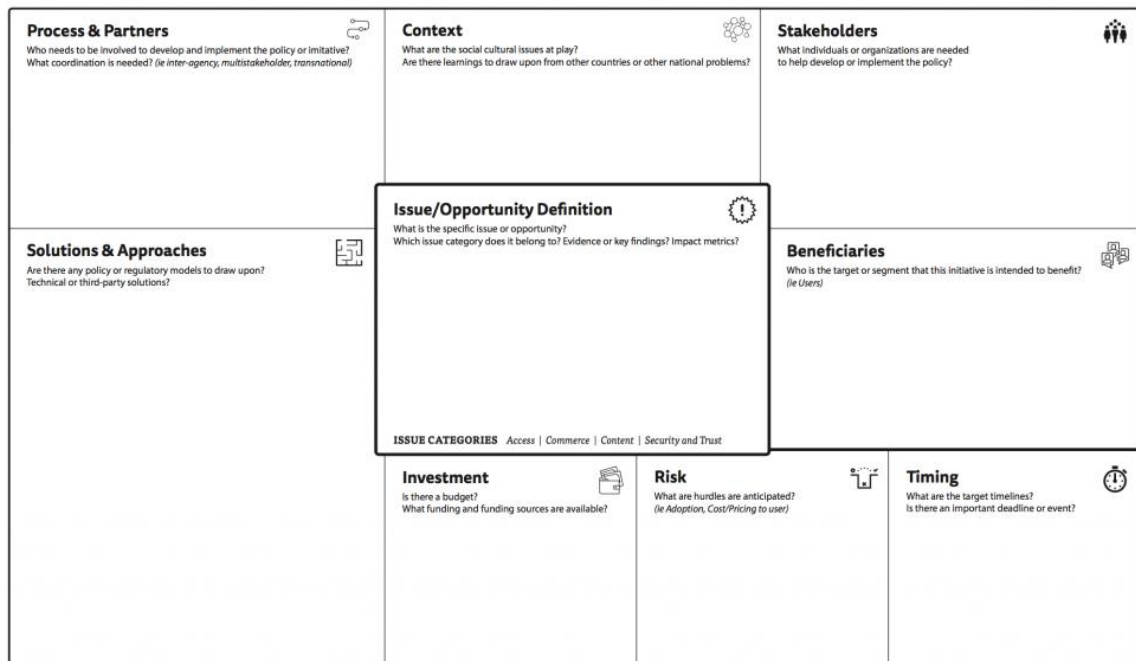 Process & Partners
Who needs to be involved to develop and implement the policy or imitative?
What coordination is needed? (ie inter-agency, multistakeholder, transnational)
Context
What are the social cultural issues at play?
Are there learnings to draw upon from other countries or other national problems?
Stakeholders
What individuals or organizations are needed
to help develop or implement the policy?
Issue/Opportunity Definition
What is the specific issue or opportunity?
Which issue category does it belong to? Evidence or key findings? Impact metrics?
ISSUE CATEGORIES Access | Commerce | Content | Security and Trust
Solutions & Approaches
Are there any policy or regulatory models to draw upon?
Technical or third-party solutions?
Beneficiaries
Who is the target or segment that this initiative is intended to benefit?
(ie Users)
Investment
Is there a budget?
What funding and funding sources are available?
Risk
What are hurdles are anticipated?
(ie Adoption, Cost/Pricing to user)
Timing
What are the target timelines?
Is there an important deadline or event?